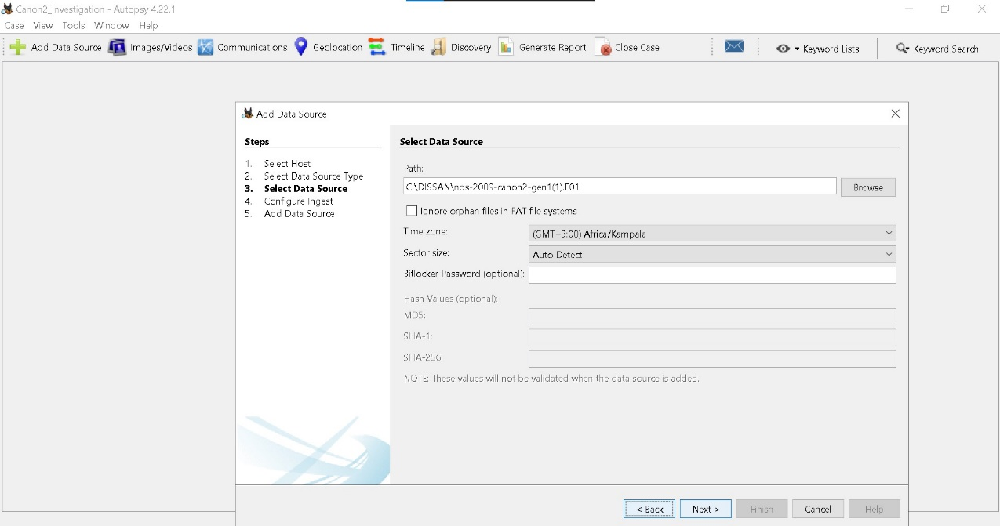 Canon2_Investigation - Autopsy 4.22.1
Case View Tools Window Help
Add Data Source Images/Videos Communications Geolocation Timeline Discovery Generate Report Close Case Keyword Lists Keyword Search
Add Data Source
Steps
1. Select Host
2. Select Data Source Type
3. Select Data Source
4. Configure Ingest
5. Add Data Source
Select Data Source
Path:
C:\DISSAN\nps-2009-canon2-gen1(1).E01 Browse
Ignore orphan files in FAT file systems
Time zone: (GMT+3:00) Africa/Kampala
Sector size: Auto Detect
Bitlocker Password (optional):
Hash Values (optional):
MD5:
SHA-1:
SHA-256:
NOTE: These values will not be validated when the data source is added.
< Back Next > Finish Cancel Help